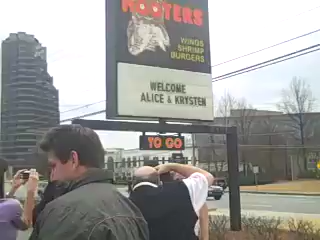 HOOTERS
WINGS
SHRIMP
BURGERS
WELCOME
ALICE & KRYSTEN
TO GO